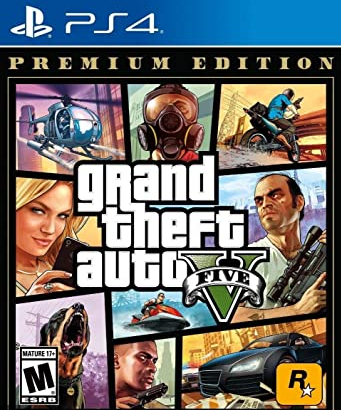 PS4
PREMIUM EDITION
grand
theft
auto
V
FIVE
MATURE 17+
M
ESRB
R